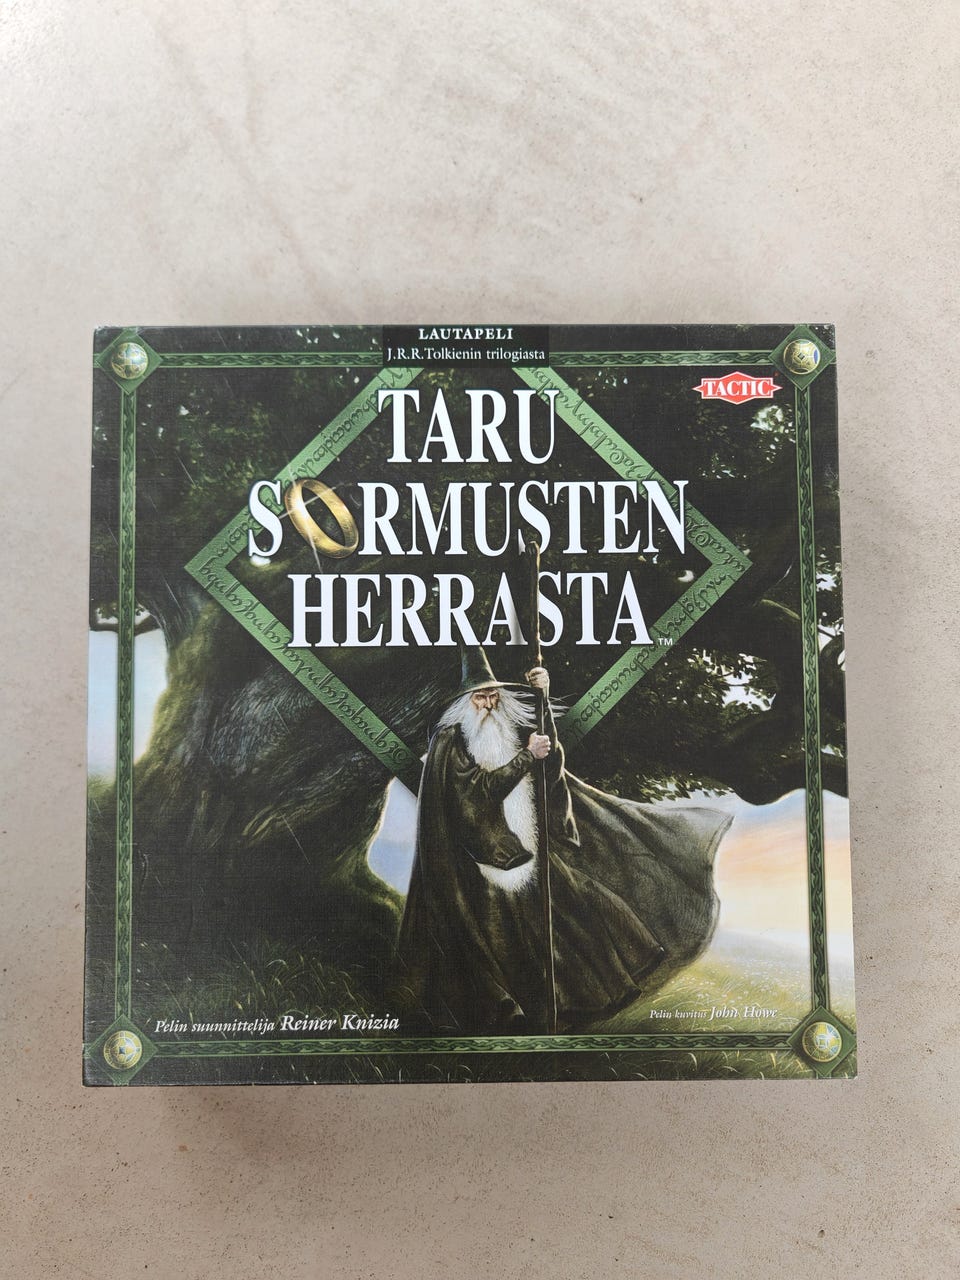 LAUTAPELI
J.R.R.Tolkienin trilogiasta
TACTIC
TARU
SORMUSTEN
HERRASTA™
Pelin suunnittelija Reiner Knizia
Pelin kuvitus John Howe